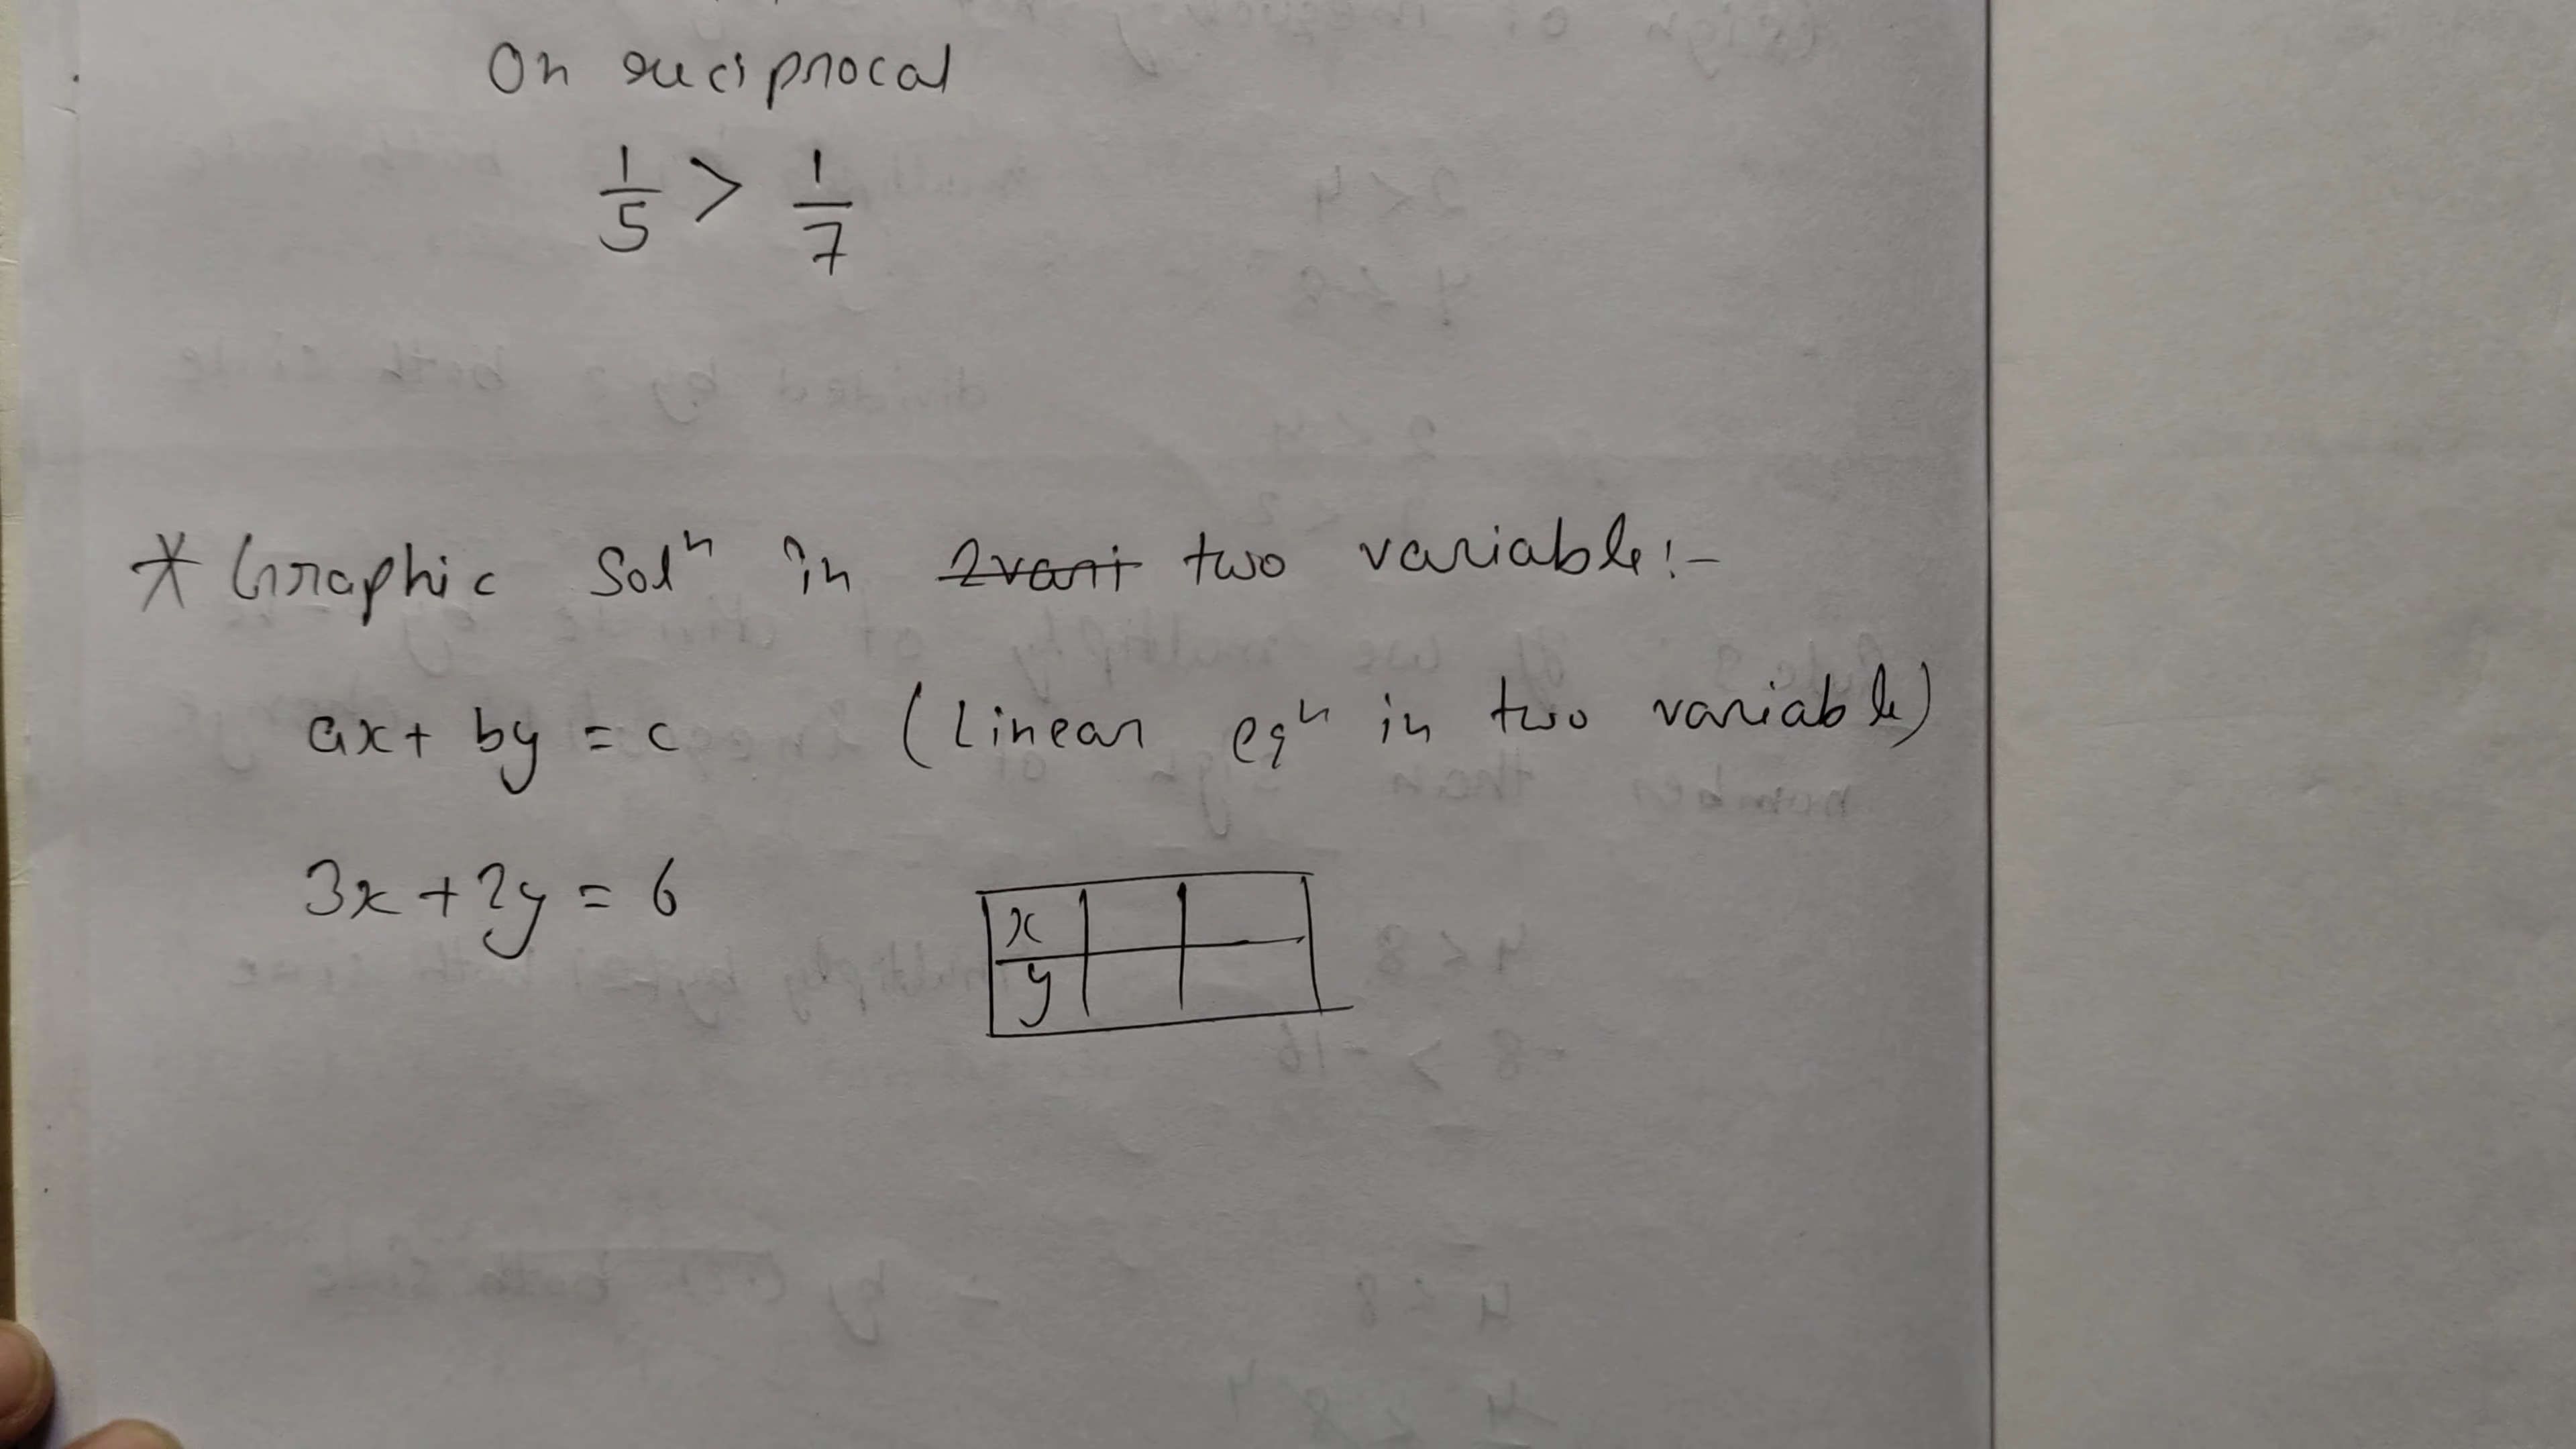 On reciprocal
1/5 > 1/7
* Graphic Solⁿ in 2vari two variable:-
ax + by = c (Linear eqⁿ in two variable)
3x + 2y = 6
x
y